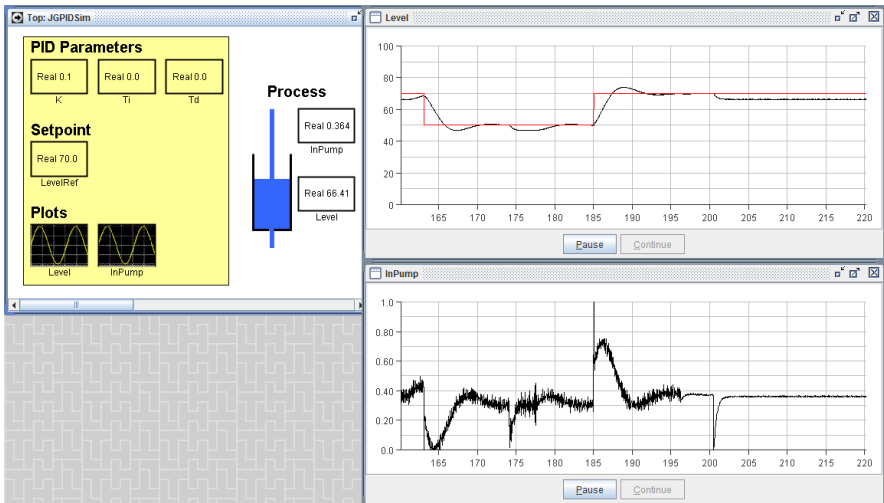 Top: JGPIDSim
PID Parameters
Real 0.1
Real 0.0
Real 0.0
K
Ti
Td
Setpoint
Real 70.0
LevelRef
Plots
Level
InPump
Process
Real 0.364
InPump
Real 66.41
Level
Level
100
80
60
40
20
0
165 170 175 180 185 190 195 200 205 210 215 220
Pause Continue
InPump
1.0
0.80
0.60
0.40
0.20
0.0
165 170 175 180 185 190 195 200 205 210 215 220
Pause Continue